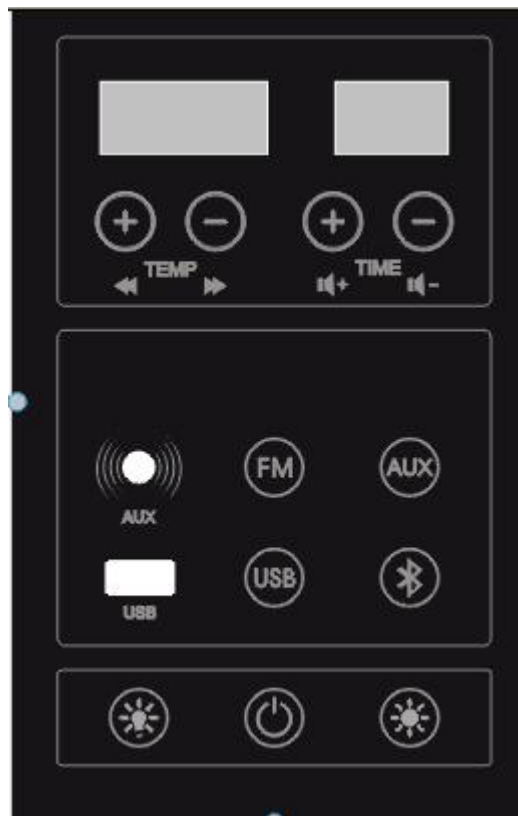 + − + −
TEMP TIME
+ -
FM AUX
AUX
USB
USB